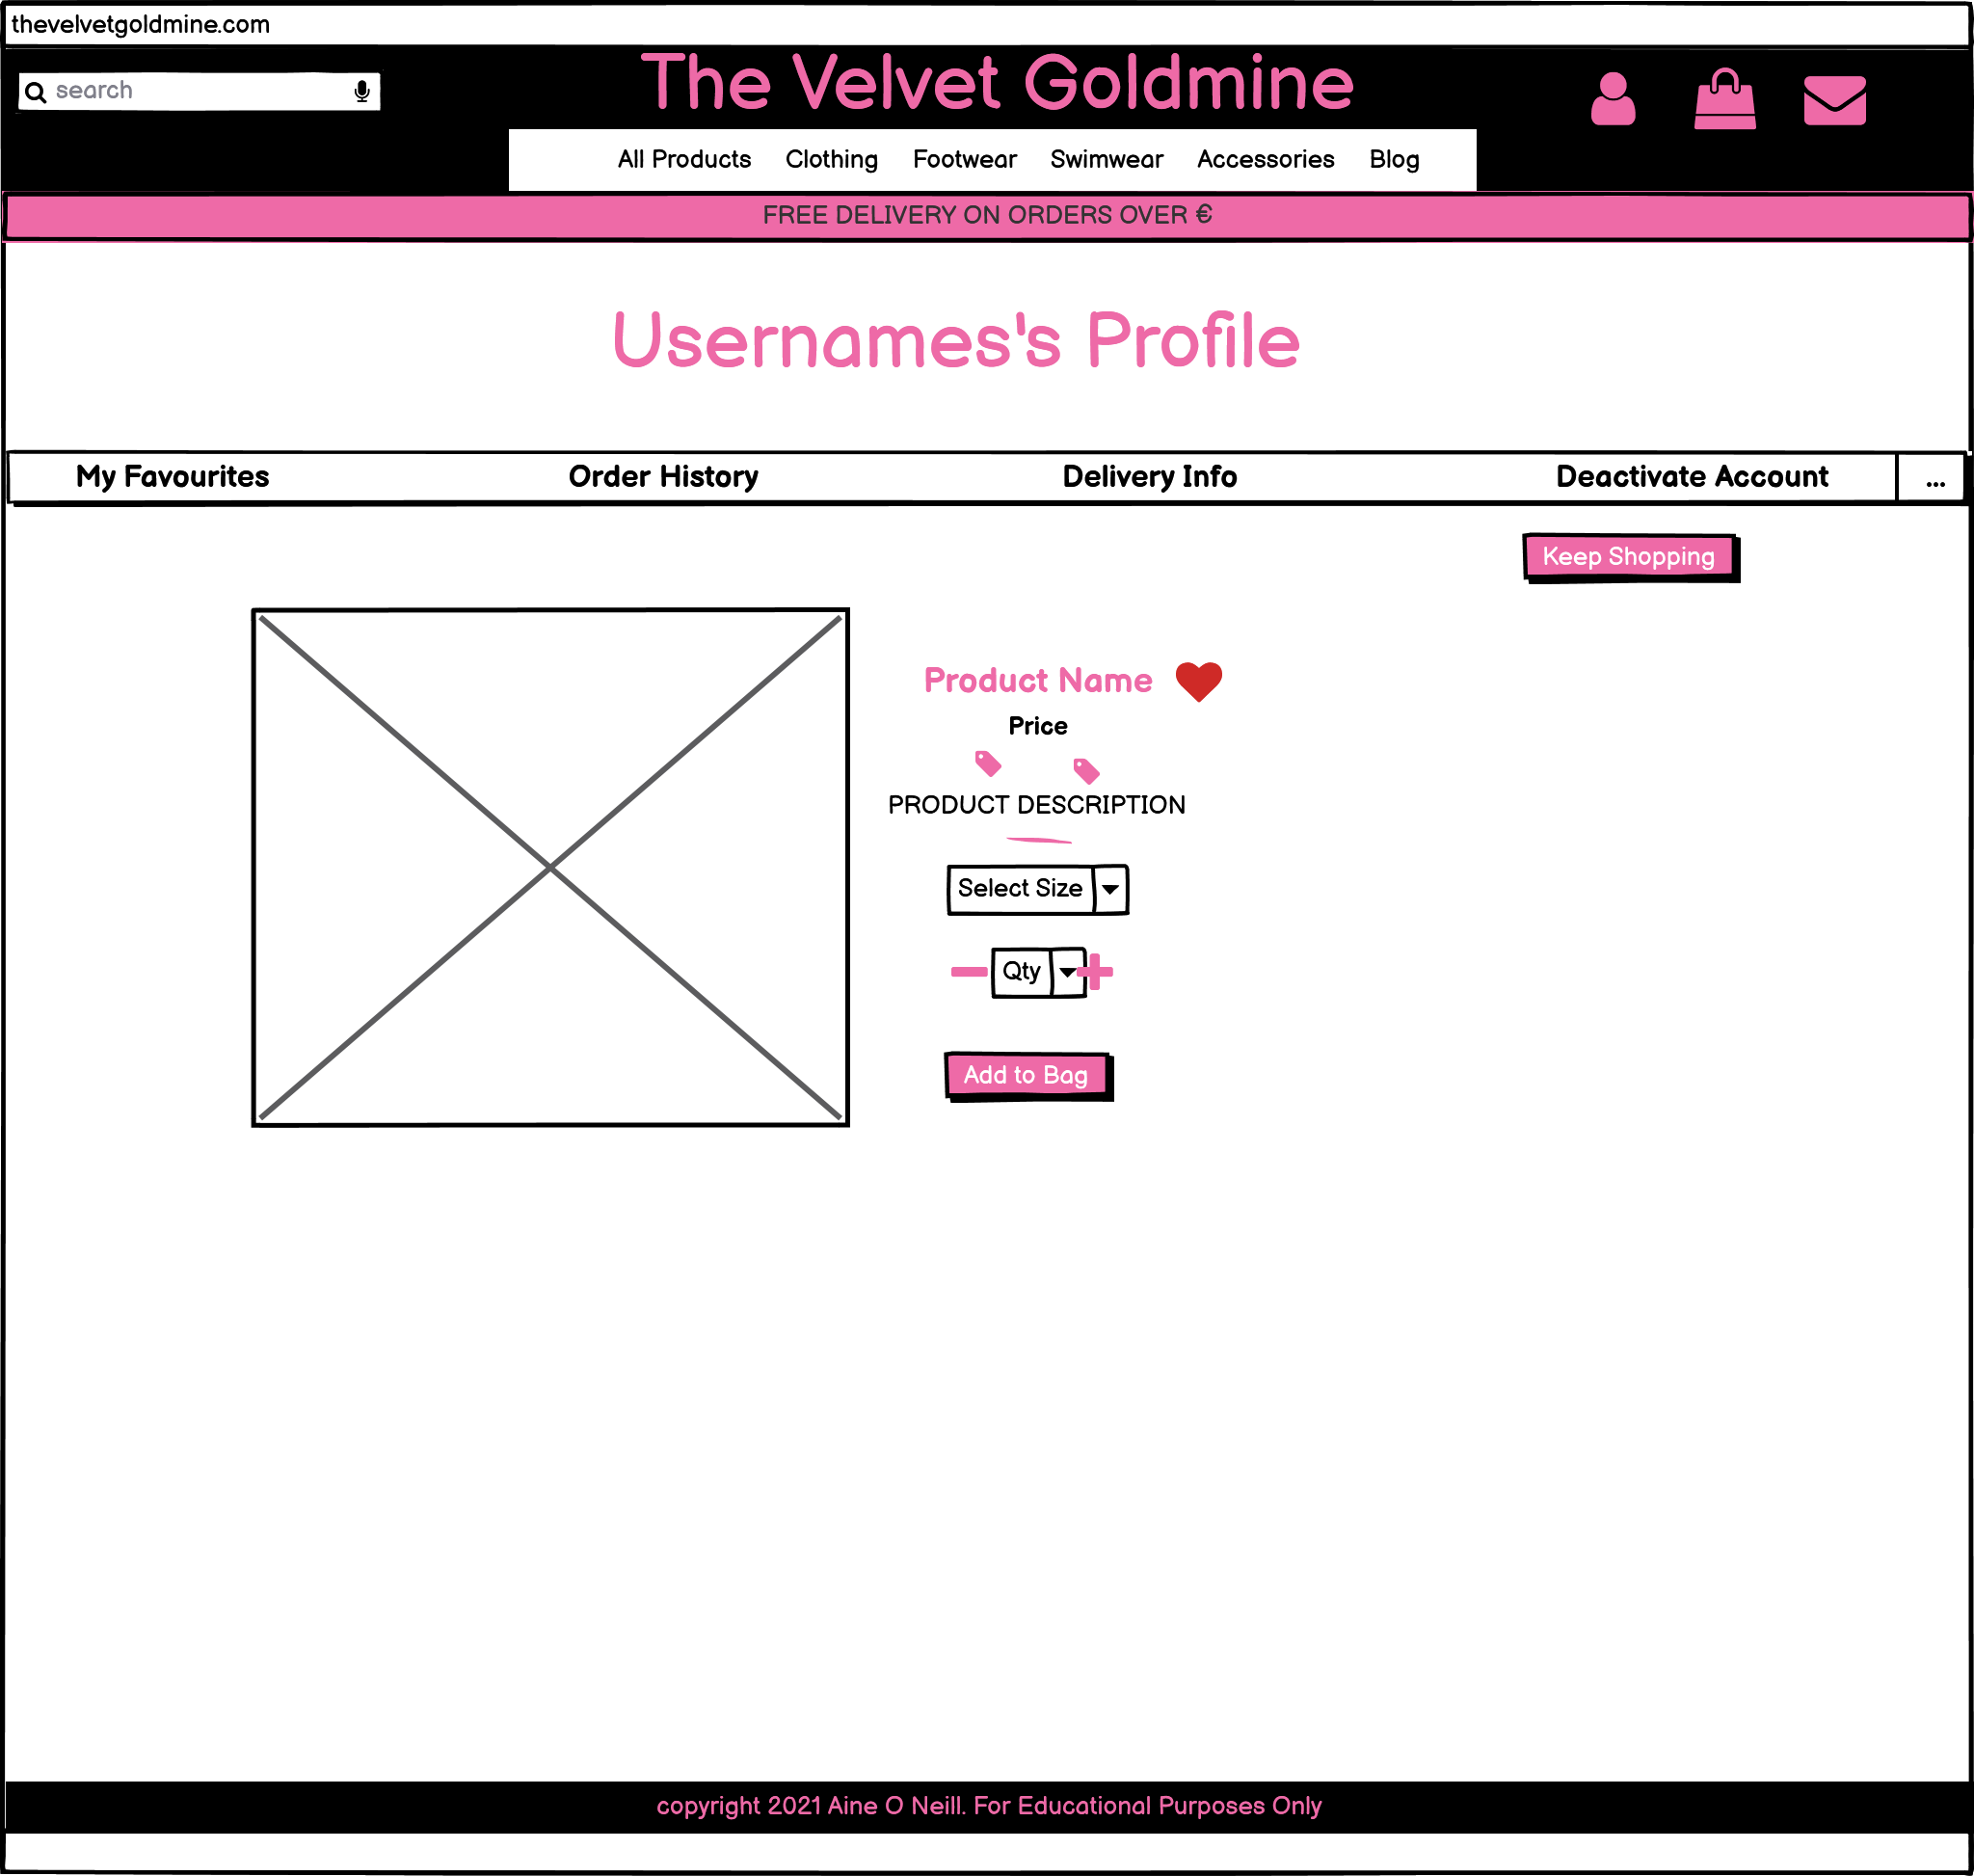 thevelvetgoldmine.com
search
The Velvet Goldmine
All Products Clothing Footwear Swimwear Accessories Blog
FREE DELIVERY ON ORDERS OVER €
Usernames's Profile
My Favourites Order History Delivery Info Deactivate Account ...
Keep Shopping
Product Name
Price
PRODUCT DESCRIPTION
Select Size
Qty
Add to Bag
copyright 2021 Aine O Neill. For Educational Purposes Only